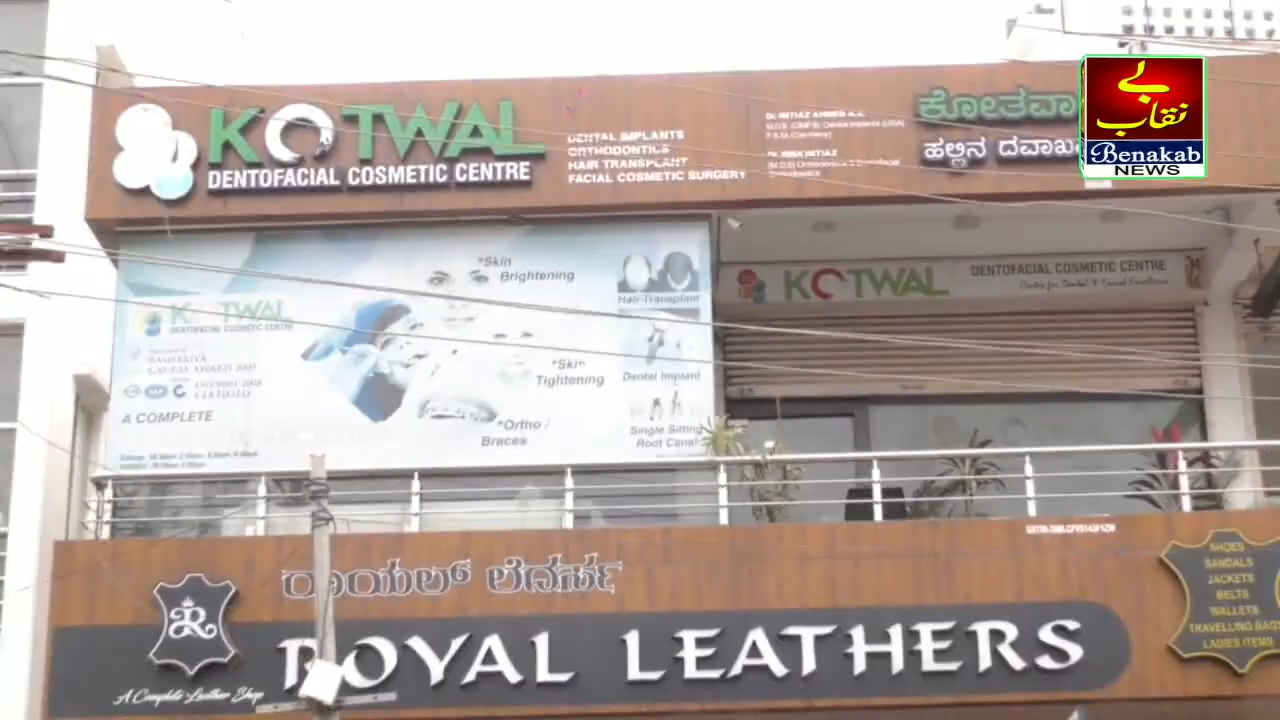 KOTWAL
DENTOFACIAL COSMETIC CENTRE
DENTAL IMPLANTS
ORTHODONTICS
HAIR TRANSPLANT
FACIAL COSMETIC SURGERY
Dr. IMTIAZ AHMED
ಕೋತವಾ
ಹಲ್ಲಿನ ದವಾಖ
بے
نقاب
Benakab
NEWS
*Skin
Brightening
Hair Transplant
*Skin
Tightening
Dental Implant
*Ortho /
Braces
Single Sitting
Root Canal
KOTWAL
DENTOFACIAL COSMETIC CENTRE
A COMPLETE
KOTWAL
DENTOFACIAL COSMETIC CENTRE
ರಾಯಲ್ ಲೆದರ್ಸ್
R
ROYAL LEATHERS
A Complete Leather Shop
SHOES
SANDALS
JACKETS
BELTS
WALLETS
TRAVELLING BAGS
LADIES ITEMS